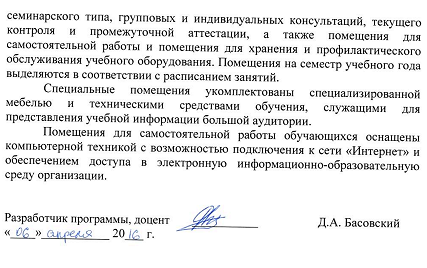 семинарского типа, групповых и индивидуальных консультаций, текущего
контроля и промежуточной аттестации, а также помещения для
самостоятельной работы и помещения для хранения и профилактического
обслуживания учебного оборудования. Помещения на семестр учебного года
выделяются в соответствии с расписанием занятий.
Специальные помещения укомплектованы специализированной
мебелью и техническими средствами обучения, служащими для
представления учебной информации большой аудитории.
Помещения для самостоятельной работы обучающихся оснащены
компьютерной техникой с возможностью подключения к сети «Интернет» и
обеспечением доступа в электронную информационно-образовательную
среду организации.
Разработчик программы, доцент Д.А. Басовский
«06» апреля 2016 г.